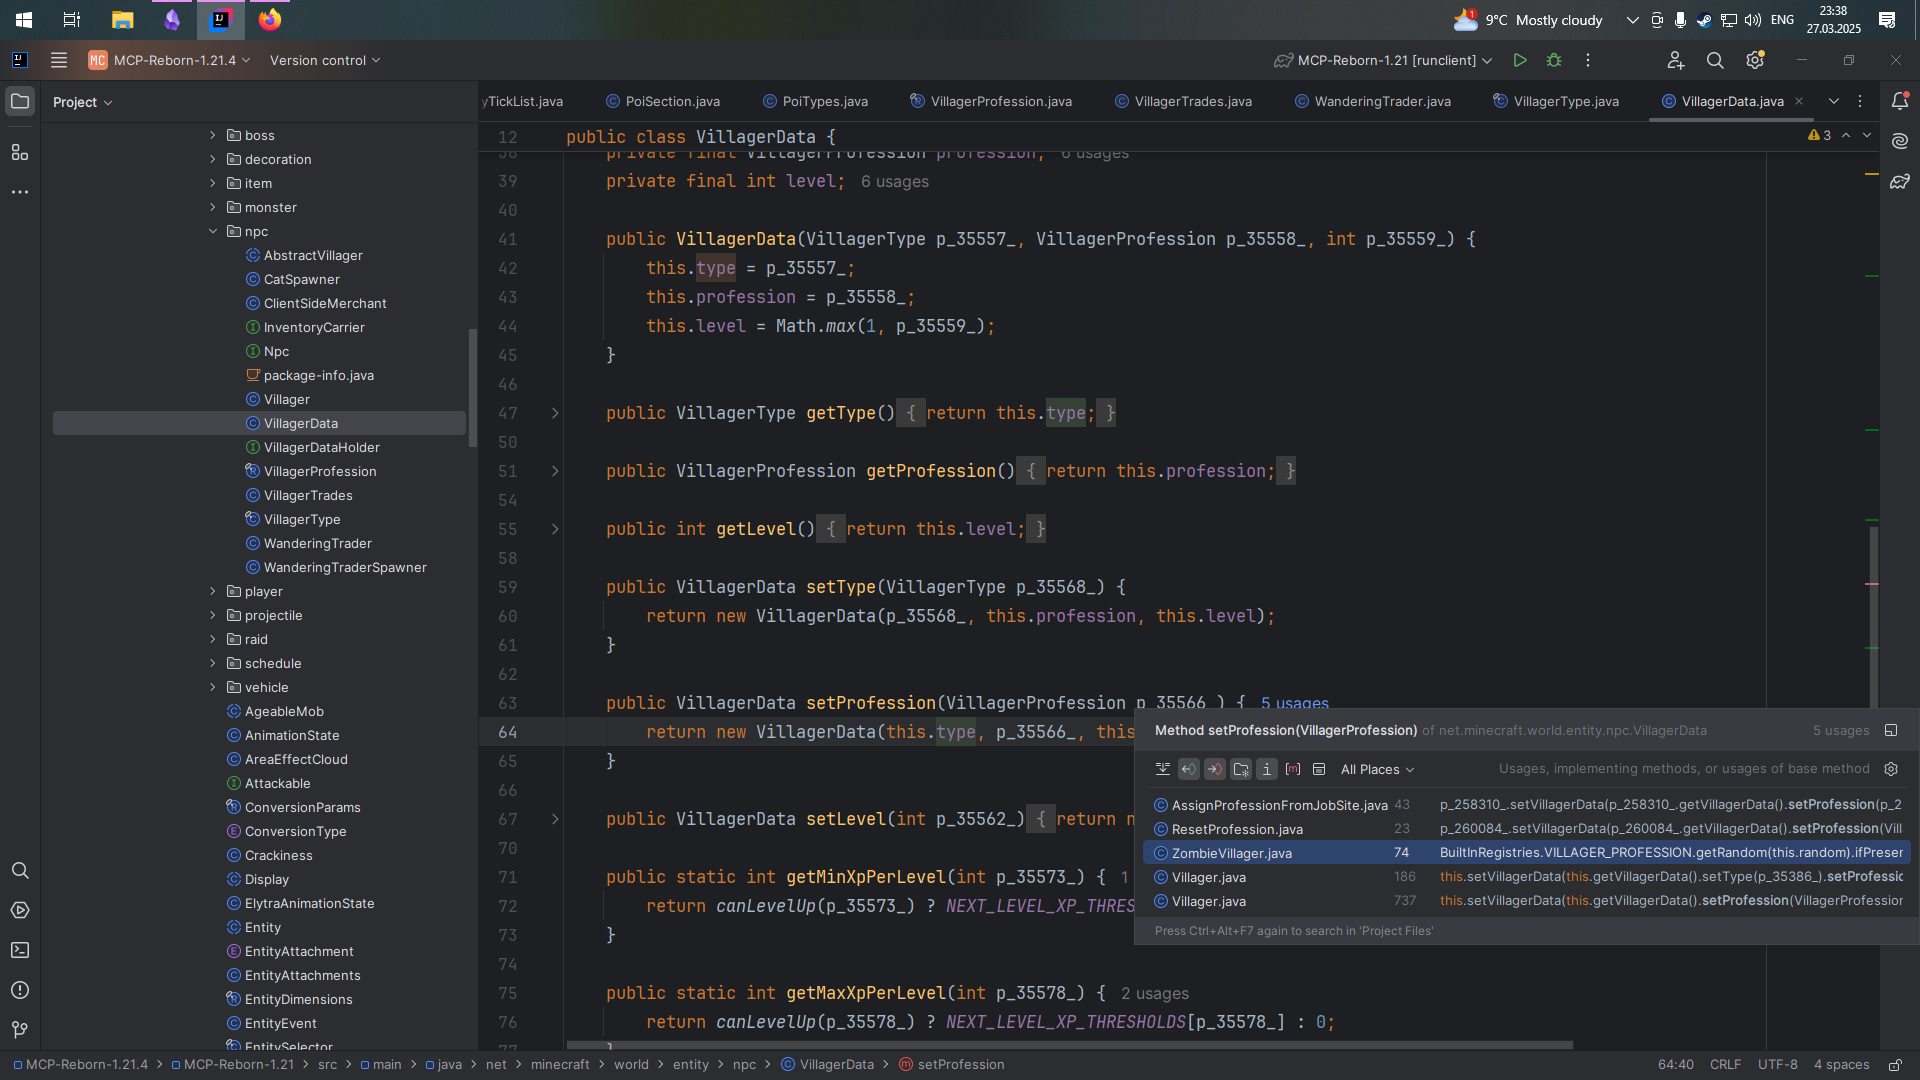 9°C Mostly cloudy
ENG
23:38
27.03.2025
1
MC MCP-Reborn-1.21.4
Version control
MCP-Reborn-1.21 [runclient]
Project
yTickList.java
PoiSection.java
PoiTypes.java
VillagerProfession.java
VillagerTrades.java
WanderingTrader.java
VillagerType.java
VillagerData.java
boss
decoration
item
monster
npc
AbstractVillager
CatSpawner
ClientSideMerchant
InventoryCarrier
Npc
package-info.java
Villager
VillagerData
VillagerDataHolder
VillagerProfession
VillagerTrades
VillagerType
WanderingTrader
WanderingTraderSpawner
player
projectile
raid
schedule
vehicle
AgeableMob
AnimationState
AreaEffectCloud
Attackable
ConversionParams
ConversionType
Crackiness
Display
ElytraAnimationState
Entity
EntityAttachment
EntityAttachments
EntityDimensions
EntityEvent
EntitySelector
12 public class VillagerData {
3
38 private final VillagerProfession profession; 6 usages
39 private final int level; 6 usages
40
41 public VillagerData(VillagerType p_35557_, VillagerProfession p_35558_, int p_35559_) {
42 this.type = p_35557_;
43 this.profession = p_35558_;
44 this.level = Math.max(1, p_35559_);
45 }
46
47 public VillagerType getType() { return this.type; }
50
51 public VillagerProfession getProfession() { return this.profession; }
54
55 public int getLevel() { return this.level; }
58
59 public VillagerData setType(VillagerType p_35568_) {
60 return new VillagerData(p_35568_, this.profession, this.level);
61 }
62
63 public VillagerData setProfession(VillagerProfession p_35566_) { 5 usages
64 return new VillagerData(this.type, p_35566_, this
65 }
66
67 public VillagerData setLevel(int p_35562_) { return n
70
71 public static int getMinXpPerLevel(int p_35573_) { 1
72 return canLevelUp(p_35573_) ? NEXT_LEVEL_XP_THRES
73 }
74
75 public static int getMaxXpPerLevel(int p_35578_) { 2 usages
76 return canLevelUp(p_35578_) ? NEXT_LEVEL_XP_THRESHOLDS[p_35578_] : 0;
77 }
Method setProfession(VillagerProfession) of net.minecraft.world.entity.npc.VillagerData 5 usages
All Places
Usages, implementing methods, or usages of base method
AssignProfessionFromJobSite.java 43 p_258310_.setVillagerData(p_258310_.getVillagerData().setProfession(p_2
ResetProfession.java 23 p_260084_.setVillagerData(p_260084_.getVillagerData().setProfession(Vill
ZombieVillager.java 74 BuiltInRegistries.VILLAGER_PROFESSION.getRandom(this.random).ifPreser
Villager.java 186 this.setVillagerData(this.getVillagerData().setType(p_35386_).setProfessic
Villager.java 737 this.setVillagerData(this.getVillagerData().setProfession(VillagerProfession
Press Ctrl+Alt+F7 again to search in 'Project Files'
MCP-Reborn-1.21.4 > MCP-Reborn-1.21 > src > main > java > net > minecraft > world > entity > npc > VillagerData > setProfession
64:40 CRLF UTF-8 4 spaces